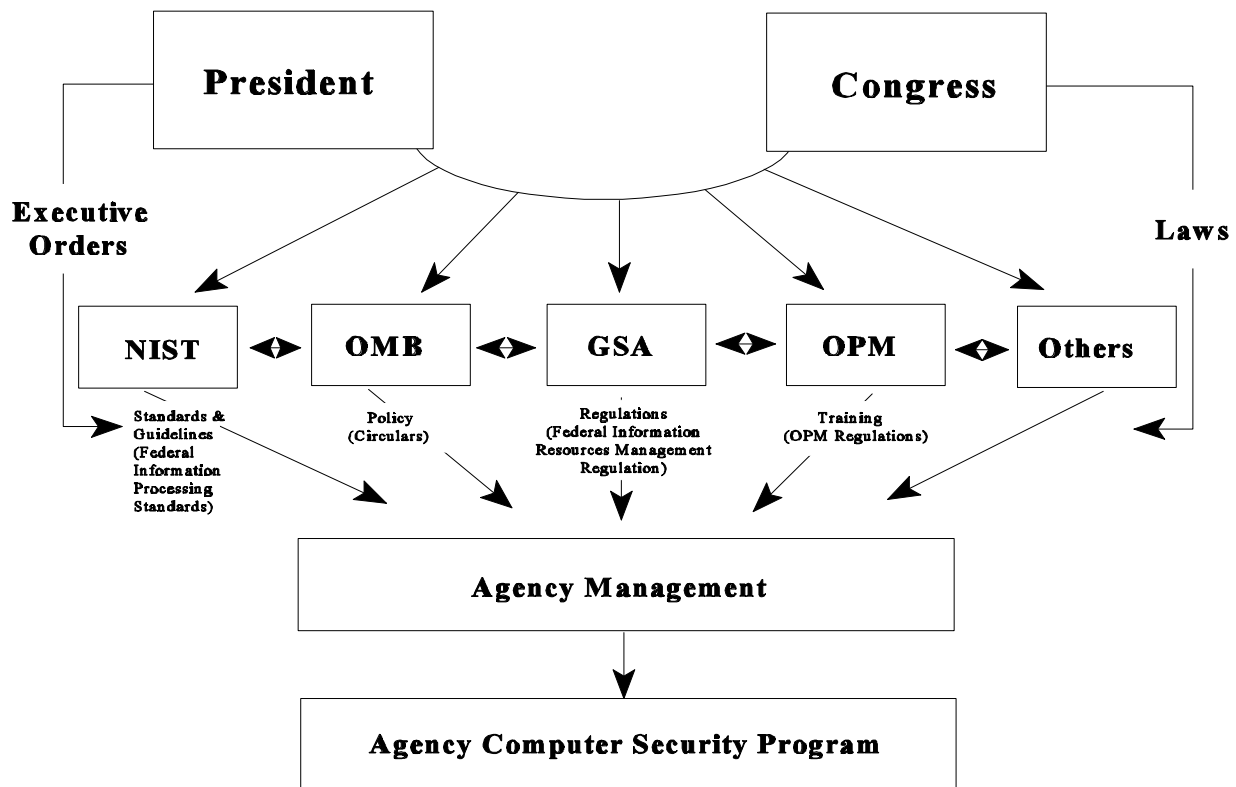 President
Congress
Executive
Orders
Laws
NIST
OMB
GSA
OPM
Others
Standards &
Guidelines
(Federal
Information
Processing
Standards)
Policy
(Circulars)
Regulations
(Federal Information
Resources Management
Regulation)
Training
(OPM Regulations)
Agency Management
Agency Computer Security Program